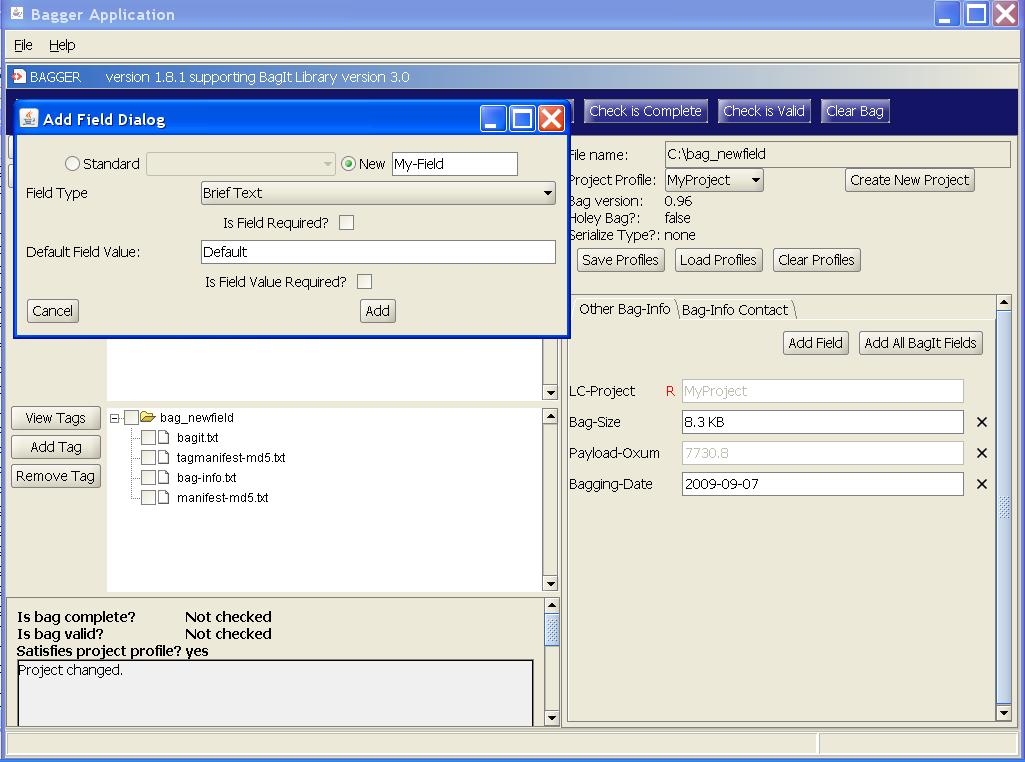 Bagger Application
File Help
BAGGER version 1.8.1 supporting BagIt Library version 3.0
Check is Complete Check is Valid Clear Bag
Add Field Dialog
Standard New My-Field
Field Type Brief Text
Is Field Required?
Default Field Value: Default
Is Field Value Required?
Cancel Add
File name: C:\bag_newfield
Project Profile: MyProject Create New Project
Bag version: 0.96
Holey Bag?: false
Serialize Type?: none
Save Profiles Load Profiles Clear Profiles
Other Bag-Info Bag-Info Contact
Add Field Add All BagIt Fields
LC-Project R MyProject
Bag-Size 8.3 KB
Payload-Oxum 7730.8
Bagging-Date 2009-09-07
View Tags
Add Tag
Remove Tag
bag_newfield
bagit.txt
tagmanifest-md5.txt
bag-info.txt
manifest-md5.txt
Is bag complete? Not checked
Is bag valid? Not checked
Satisfies project profile? yes
Project changed.